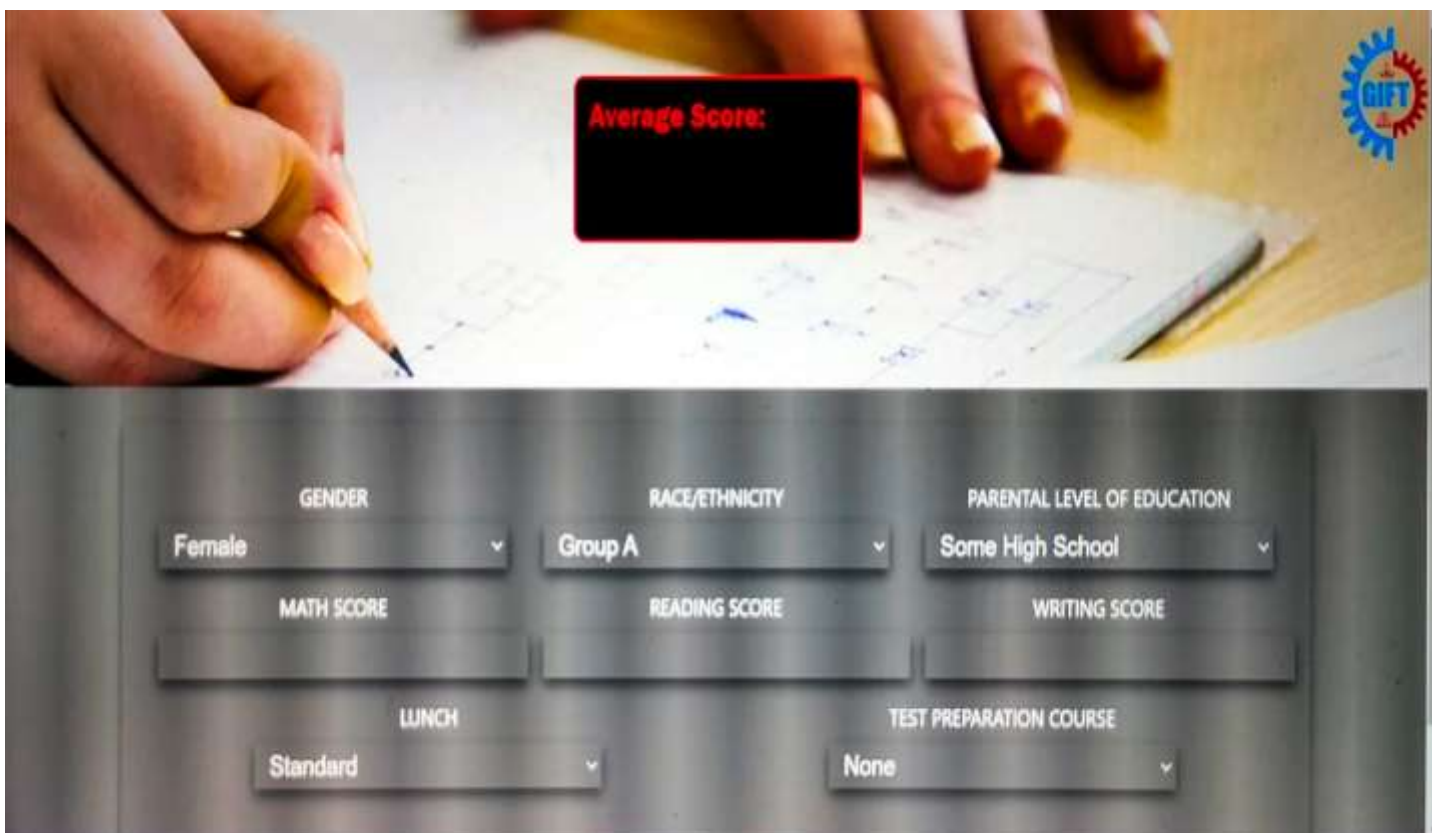 Average Score:
GIFT
GENDER
RACE/ETHNICITY
PARENTAL LEVEL OF EDUCATION
Female
Group A
Some High School
MATH SCORE
READING SCORE
WRITING SCORE
LUNCH
TEST PREPARATION COURSE
Standard
None